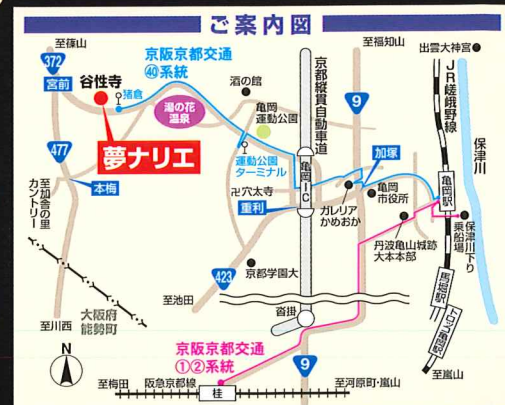 ご案内図
至篠山
京阪京都交通
㊵系統
至福知山
出雲大神宮
372
宮前
谷性寺
猪倉
酒の館
湯の花
温泉
亀岡
運動公園
京都縦貫自動車道
9
JR嵯峨野線
保津川
夢ナリエ
運動公園
ターミナル
加塚
477
本梅
至加舎の里
カントリー
卍穴太寺
重利
亀岡IC
ガレリア
かめおか
亀岡
市役所
亀岡駅
丹波亀山城跡
大本本部
保津川下り
乗船場
423
京都学園大
至池田
大阪府
能勢町
馬堀駅
トロッコ亀岡駅
沓掛
至川西
京阪京都交通
①②系統
N
9
至嵐山
至梅田
阪急京都線
桂
至河原町・嵐山